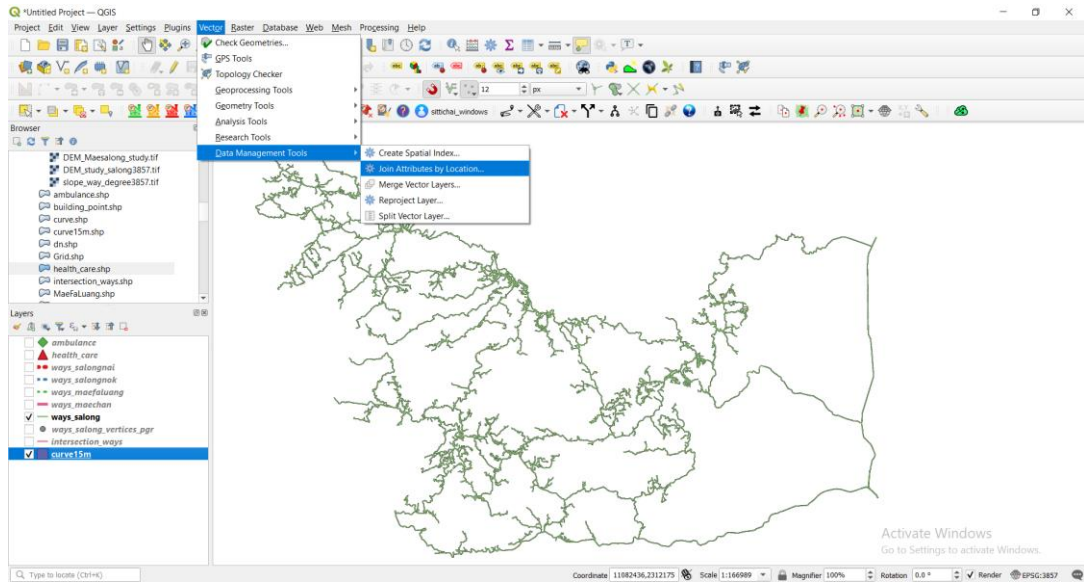 *Untitled Project — QGIS
Project Edit View Layer Settings Plugins Vector Raster Database Web Mesh Processing Help
Check Geometries...
GPS Tools
Topology Checker
Geoprocessing Tools
Geometry Tools
Analysis Tools
Research Tools
Data Management Tools
Create Spatial Index...
Join Attributes by Location...
Merge Vector Layers...
Reproject Layer...
Split Vector Layer...
12 px
sittichai_windows
Browser
DEM_Maesalong_study.tif
DEM_study_salong3857.tif
slope_way_degree3857.tif
ambulance.shp
building_point.shp
curve.shp
curve15m.shp
dn.shp
Grid.shp
health_care.shp
intersection_ways.shp
MaeFaLuang.shp
Layers
ambulance
health_care
ways_salongnai
ways_salongnok
ways_maefaluang
ways_maechan
ways_salong
ways_salong_vertices_pgr
intersection_ways
curve15m
Activate Windows
Go to Settings to activate Windows.
Type to locate (Ctrl+K)
Coordinate 11082436,2312175 Scale 1:166989 Magnifier 100% Rotation 0.0 ° Render EPSG:3857